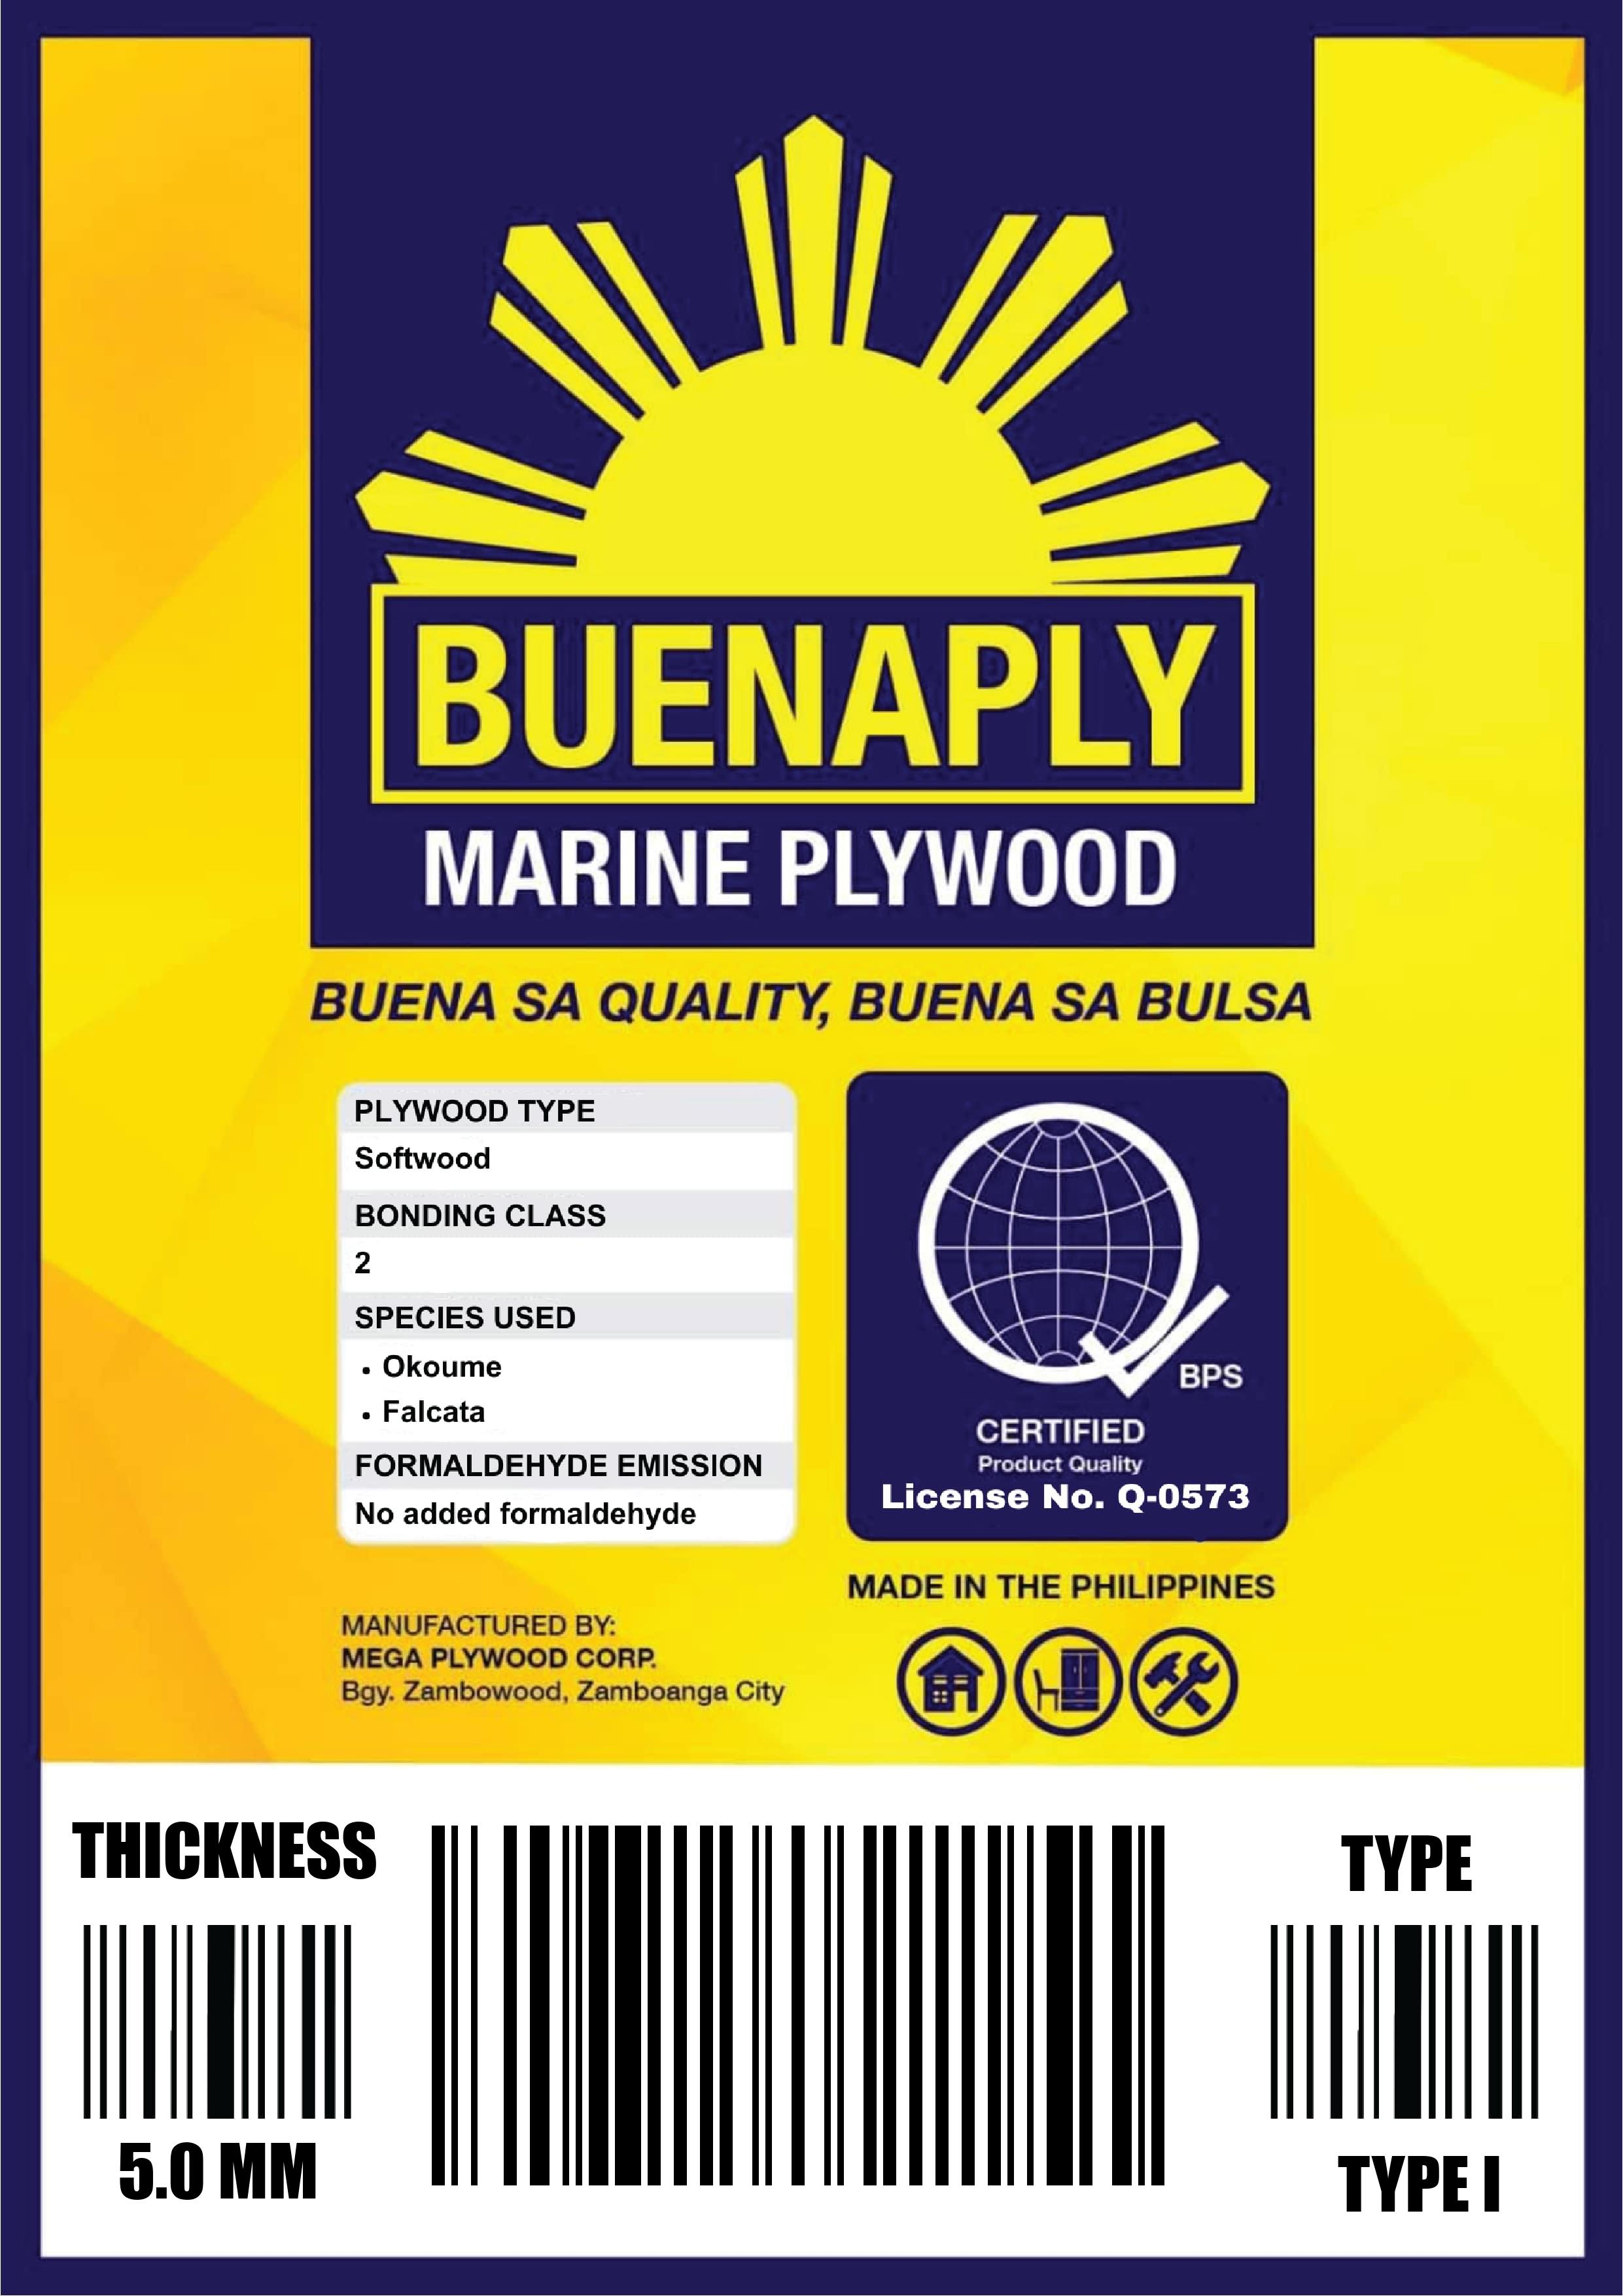 BUENAPLY
MARINE PLYWOOD
BUENA SA QUALITY, BUENA SA BULSA
PLYWOOD TYPE
Softwood
BONDING CLASS
2
SPECIES USED
• Okoume
• Falcata
FORMALDEHYDE EMISSION
No added formaldehyde
BPS
CERTIFIED
Product Quality
License No. Q-0573
MADE IN THE PHILIPPINES
MANUFACTURED BY:
MEGA PLYWOOD CORP.
Bgy. Zambowood, Zamboanga City
THICKNESS
5.0 MM
TYPE
TYPE I